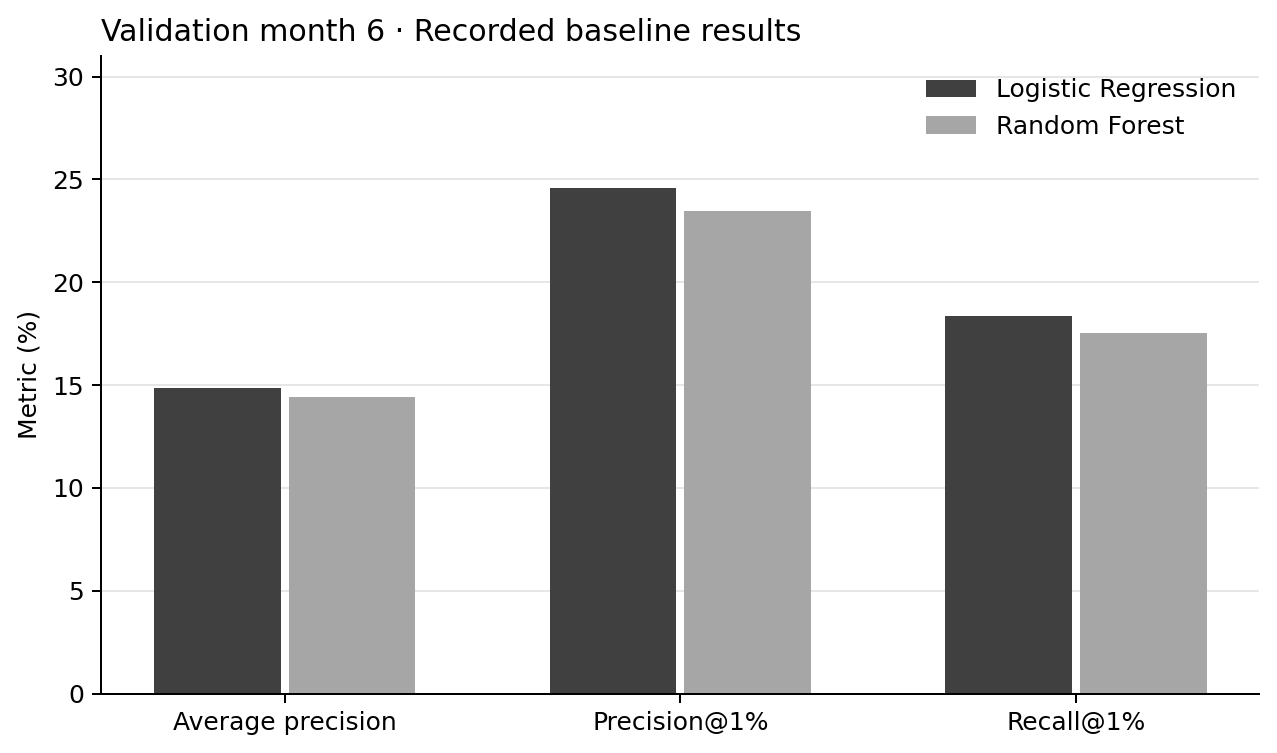 Validation month 6 · Recorded baseline results
Logistic Regression
Random Forest
Metric (%)
30
25
20
15
10
5
0
Average precision
Precision@1%
Recall@1%